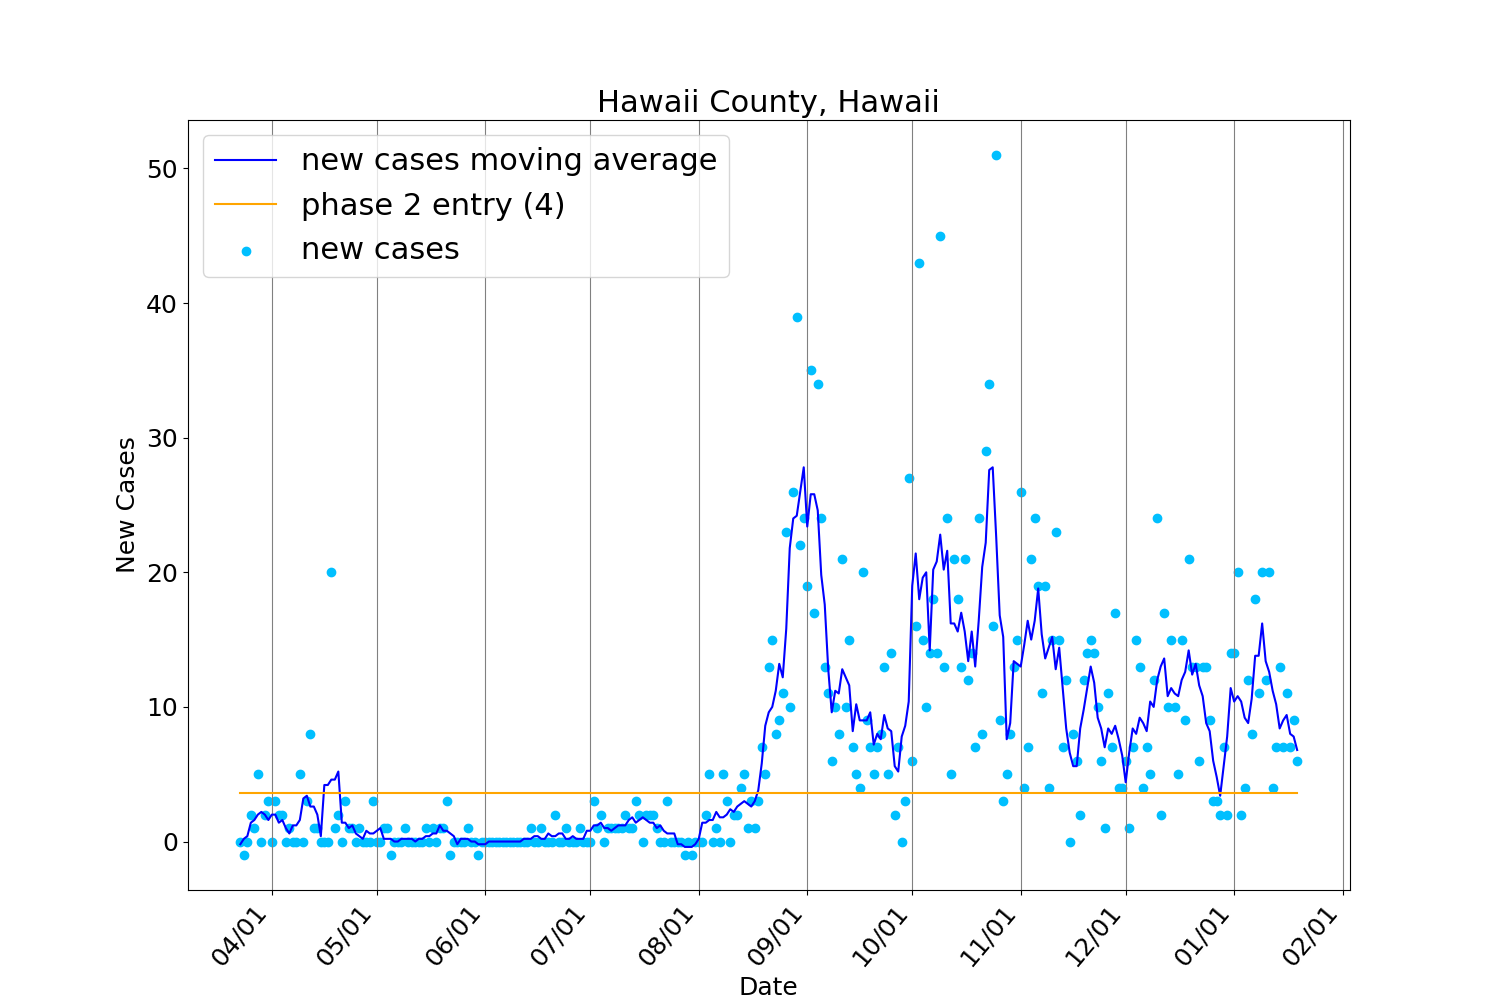 Hawaii County, Hawaii
new cases moving average
phase 2 entry (4)
new cases
50
40
30
20
10
0
New Cases
04/01
05/01
06/01
07/01
08/01
09/01
10/01
11/01
12/01
01/01
02/01
Date